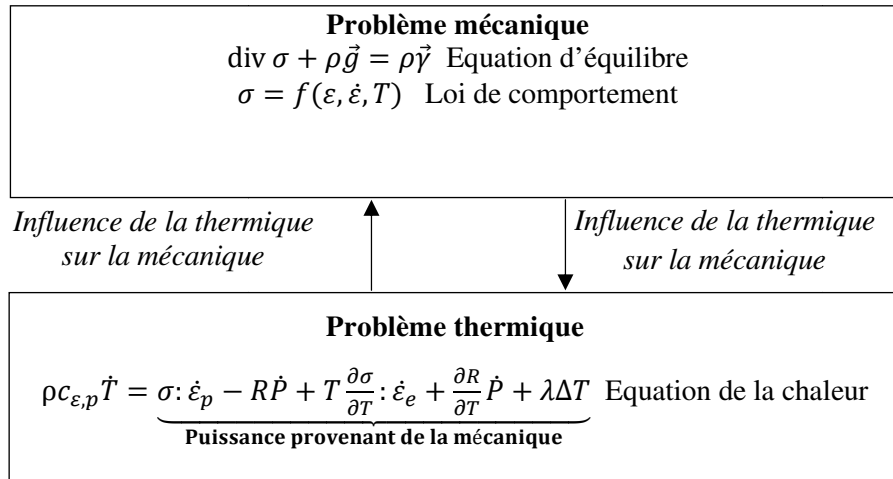 Problème mécanique
div σ + ρg⃗ = ργ⃗ Equation d'équilibre
σ = f(ε, ε̇, T) Loi de comportement
Influence de la thermique
sur la mécanique
Influence de la thermique
sur la mécanique
Problème thermique
ρc_{ε,p}Ṫ = σ: ε̇_p − RṖ + T ∂σ/∂T : ε̇_e + ∂R/∂T Ṗ + λΔT Equation de la chaleur
Puissance provenant de la mécanique